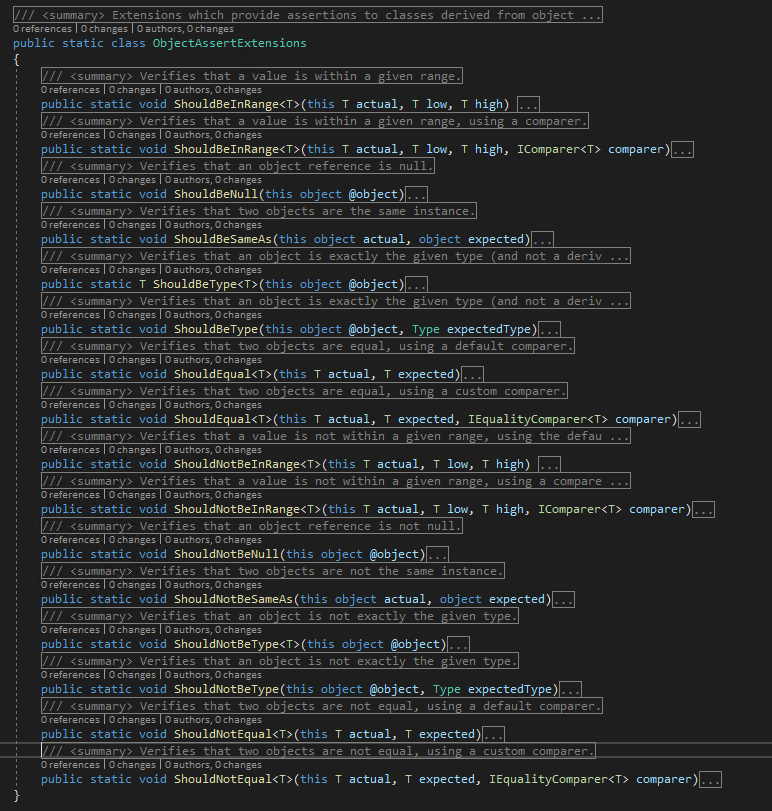 /// <summary> Extensions which provide assertions to classes derived from object ...
0 references | 0 changes | 0 authors, 0 changes
public static class ObjectAssertExtensions
{
/// <summary> Verifies that a value is within a given range.
0 references | 0 changes | 0 authors, 0 changes
public static void ShouldBeInRange<T>(this T actual, T low, T high) ...
/// <summary> Verifies that a value is within a given range, using a comparer.
0 references | 0 changes | 0 authors, 0 changes
public static void ShouldBeInRange<T>(this T actual, T low, T high, IComparer<T> comparer)...
/// <summary> Verifies that an object reference is null.
0 references | 0 changes | 0 authors, 0 changes
public static void ShouldBeNull(this object @object)...
/// <summary> Verifies that two objects are the same instance.
0 references | 0 changes | 0 authors, 0 changes
public static void ShouldBeSameAs(this object actual, object expected)...
/// <summary> Verifies that an object is exactly the given type (and not a deriv ...
0 references | 0 changes | 0 authors, 0 changes
public static T ShouldBeType<T>(this object @object)...
/// <summary> Verifies that an object is exactly the given type (and not a deriv ...
0 references | 0 changes | 0 authors, 0 changes
public static void ShouldBeType(this object @object, Type expectedType)...
/// <summary> Verifies that two objects are equal, using a default comparer.
0 references | 0 changes | 0 authors, 0 changes
public static void ShouldEqual<T>(this T actual, T expected)...
/// <summary> Verifies that two objects are equal, using a custom comparer.
0 references | 0 changes | 0 authors, 0 changes
public static void ShouldEqual<T>(this T actual, T expected, IEqualityComparer<T> comparer)...
/// <summary> Verifies that a value is not within a given range, using the defau ...
0 references | 0 changes | 0 authors, 0 changes
public static void ShouldNotBeInRange<T>(this T actual, T low, T high) ...
/// <summary> Verifies that a value is not within a given range, using a compare ...
0 references | 0 changes | 0 authors, 0 changes
public static void ShouldNotBeInRange<T>(this T actual, T low, T high, IComparer<T> comparer)...
/// <summary> Verifies that an object reference is not null.
0 references | 0 changes | 0 authors, 0 changes
public static void ShouldNotBeNull(this object @object)...
/// <summary> Verifies that two objects are not the same instance.
0 references | 0 changes | 0 authors, 0 changes
public static void ShouldNotBeSameAs(this object actual, object expected)...
/// <summary> Verifies that an object is not exactly the given type.
0 references | 0 changes | 0 authors, 0 changes
public static void ShouldNotBeType<T>(this object @object)...
/// <summary> Verifies that an object is not exactly the given type.
0 references | 0 changes | 0 authors, 0 changes
public static void ShouldNotBeType(this object @object, Type expectedType)...
/// <summary> Verifies that two objects are not equal, using a default comparer.
0 references | 0 changes | 0 authors, 0 changes
public static void ShouldNotEqual<T>(this T actual, T expected)...
/// <summary> Verifies that two objects are not equal, using a custom comparer.
0 references | 0 changes | 0 authors, 0 changes
public static void ShouldNotEqual<T>(this T actual, T expected, IEqualityComparer<T> comparer)...
}